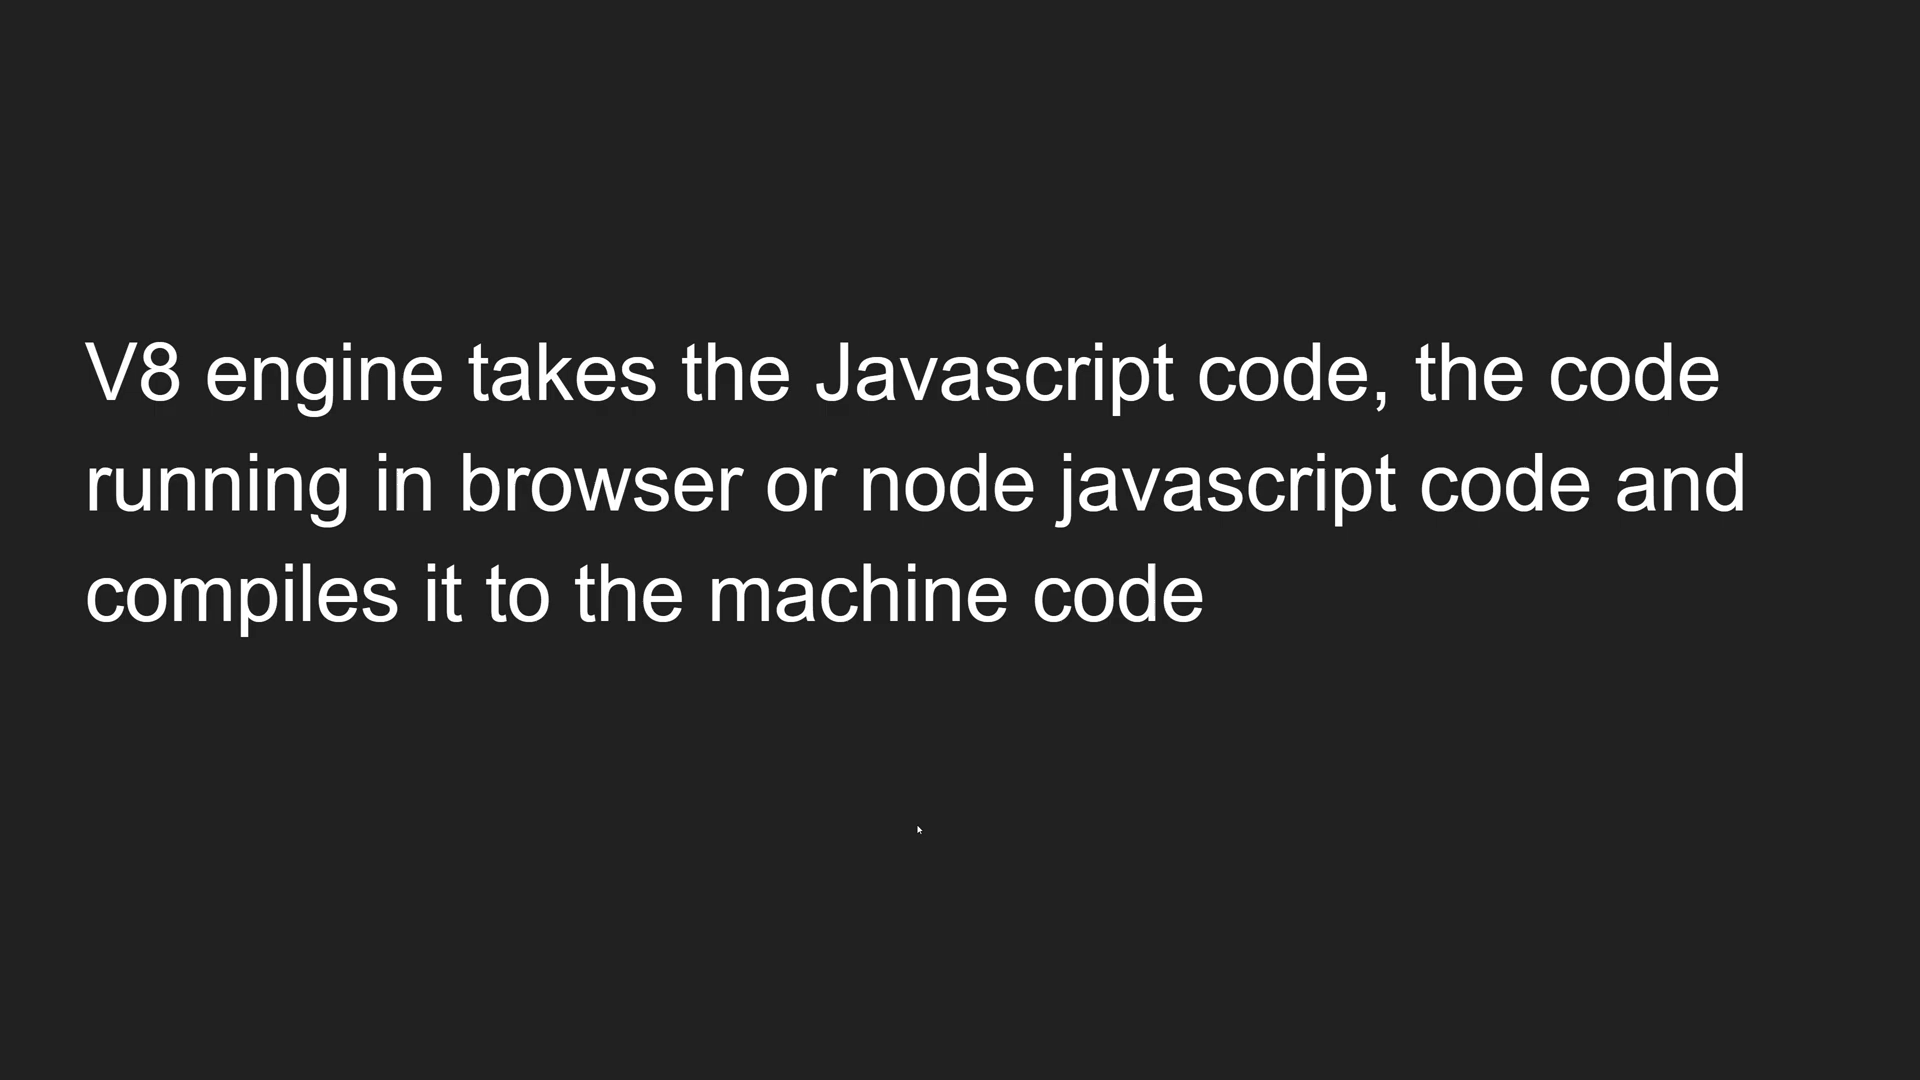 V8 engine takes the Javascript code, the code
running in browser or node javascript code and
compiles it to the machine code